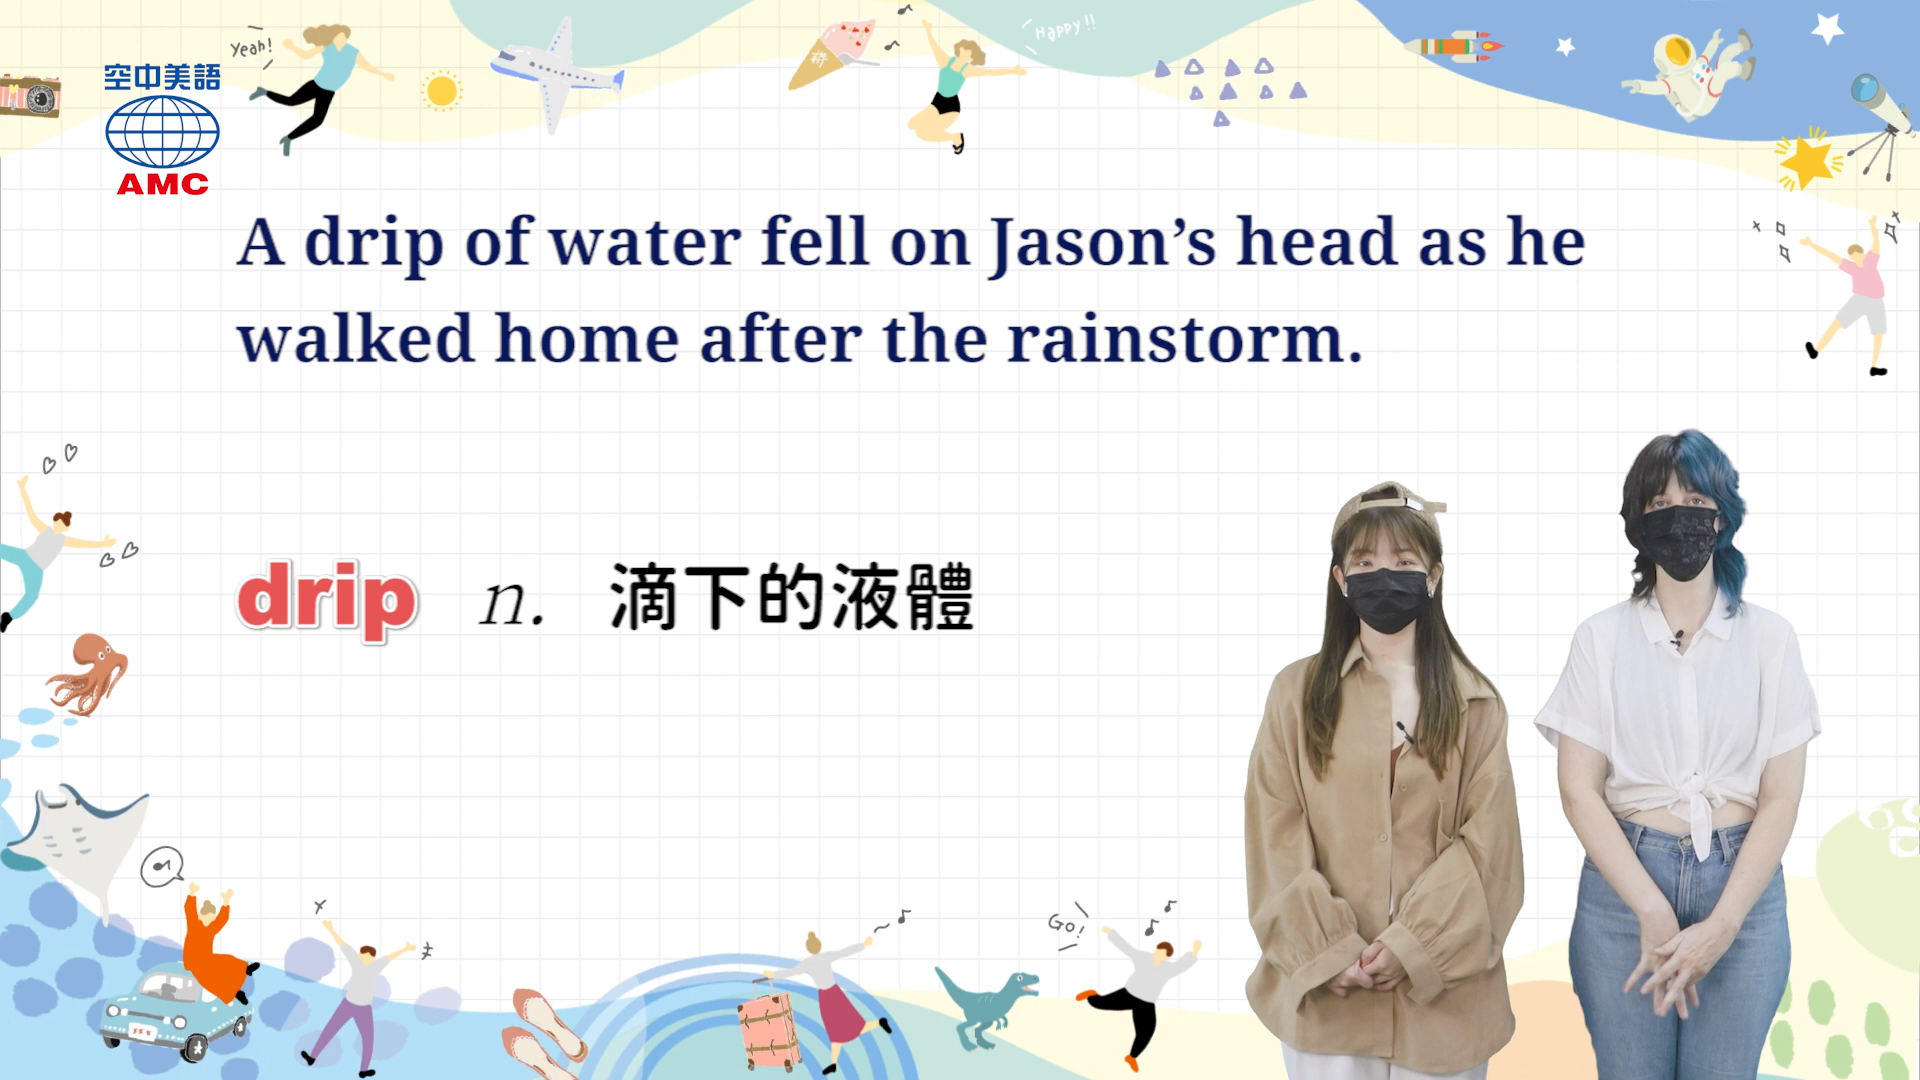 Yeah!
Happy!!
空中美語
AMC
A drip of water fell on Jason’s head as he
walked home after the rainstorm.
drip n. 滴下的液體
Go!